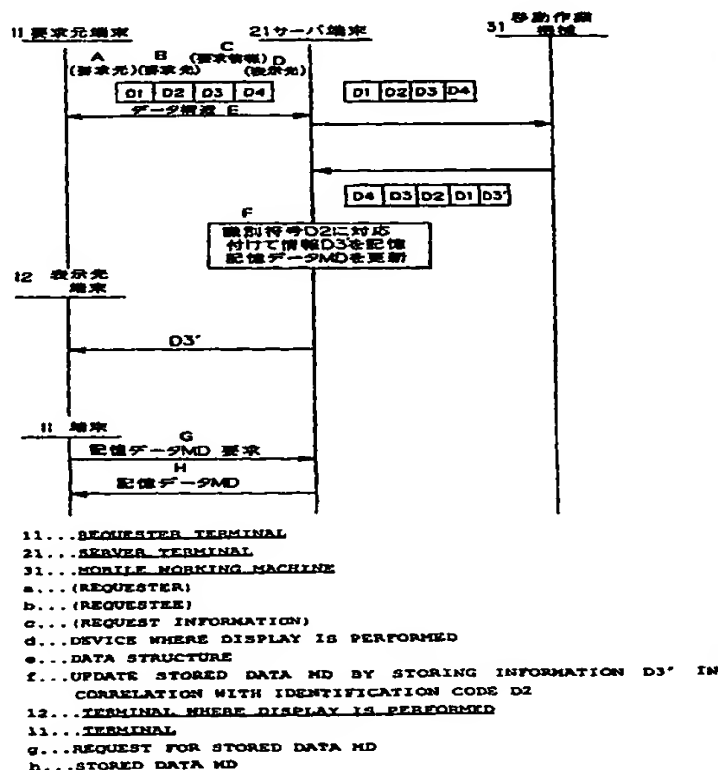 11 要求元端末
21 サーバ端末
31 移動作業機械
A (要求元)
B (要求先)
C (要求情報)
D (表示先)
D1 D2 D3 D4
データ構造 E
D1 D2 D3 D4
D4 D3 D2 D1 D3'
F
識別符号D2に対応
付けて情報D3を記憶
記憶データMDを更新
12 表示先
端末
D3'
11 端末
G
記憶データMD 要求
H
記憶データMD
11...REQUESTER TERMINAL
21...SERVER TERMINAL
31...MOBILE WORKING MACHINE
a...(REQUESTER)
b...(REQUESTEE)
c...(REQUEST INFORMATION)
d...DEVICE WHERE DISPLAY IS PERFORMED
e...DATA STRUCTURE
f...UPDATE STORED DATA MD BY STORING INFORMATION D3' IN
CORRELATION WITH IDENTIFICATION CODE D2
12...TERMINAL WHERE DISPLAY IS PERFORMED
11...TERMINAL
g...REQUEST FOR STORED DATA MD
h...STORED DATA MD